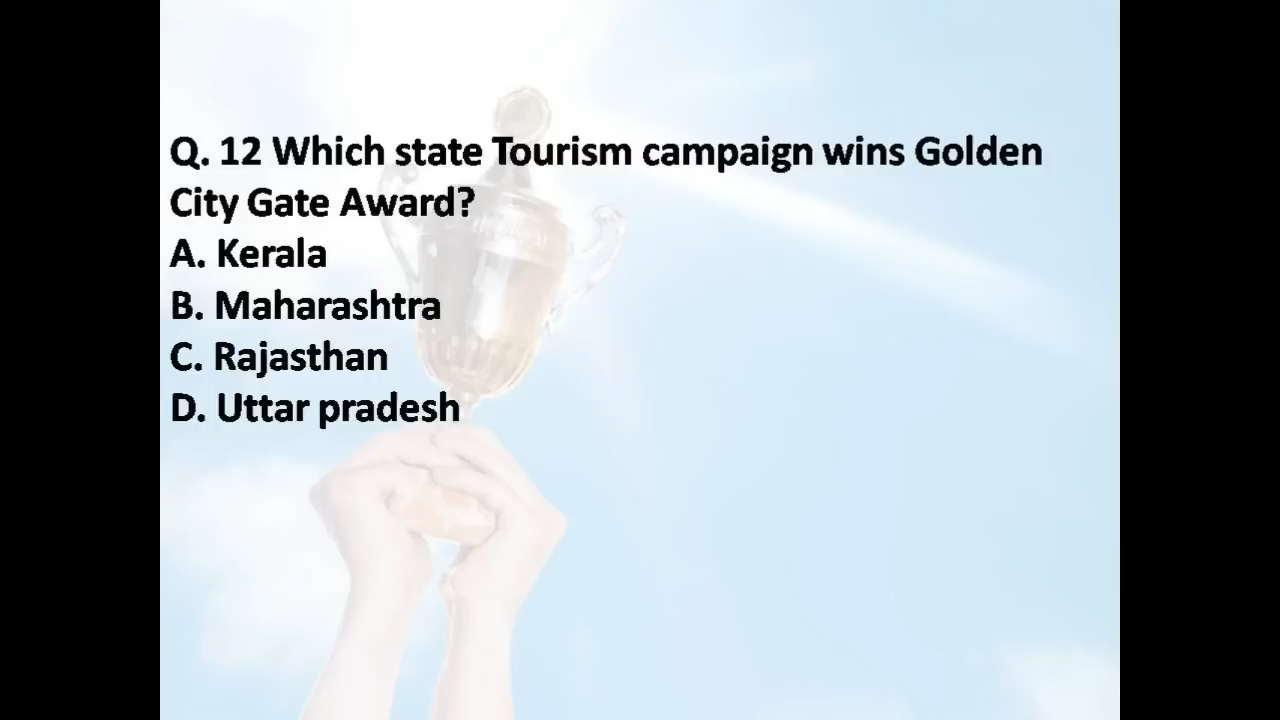 Q. 12 Which state Tourism campaign wins Golden
City Gate Award?
A. Kerala
B. Maharashtra
C. Rajasthan
D. Uttar pradesh